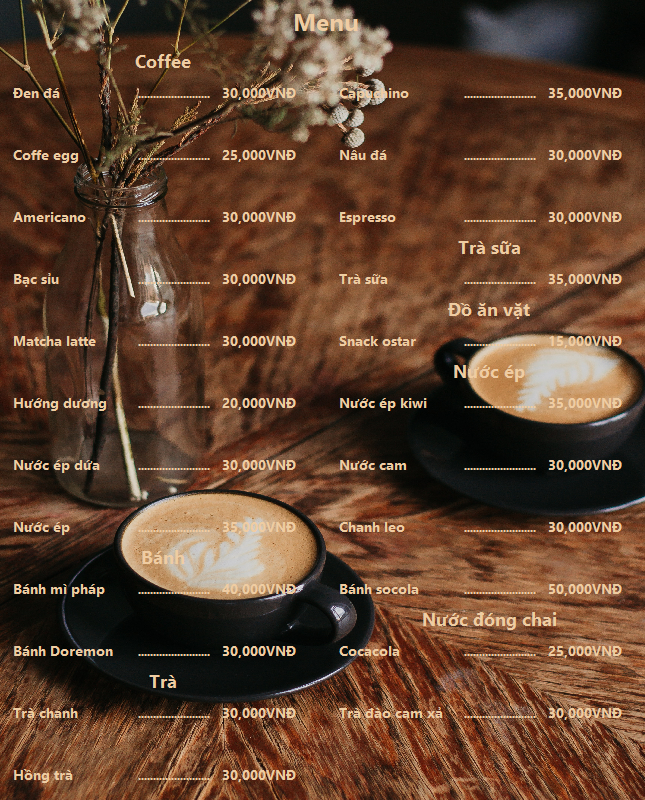 Menu
Coffee
Đen đá ........................ 30,000VNĐ Capuchino ........................ 35,000VNĐ
Coffe egg ........................ 25,000VNĐ Nâu đá ........................ 30,000VNĐ
Americano ........................ 30,000VNĐ Espresso ........................ 30,000VNĐ
Trà sữa
Bạc sỉu ........................ 30,000VNĐ Trà sữa ........................ 35,000VNĐ
Đồ ăn vặt
Matcha latte ........................ 30,000VNĐ Snack ostar ........................ 15,000VNĐ
Nước ép
Hướng dương ........................ 20,000VNĐ Nước ép kiwi ........................ 35,000VNĐ
Nước ép dứa ........................ 30,000VNĐ Nước cam ........................ 30,000VNĐ
Nước ép ........................ 35,000VNĐ Chanh leo ........................ 30,000VNĐ
Bánh
Bánh mì pháp ........................ 40,000VNĐ Bánh socola ........................ 50,000VNĐ
Nước đóng chai
Bánh Doremon ........................ 30,000VNĐ Cocacola ........................ 25,000VNĐ
Trà
Trà chanh ........................ 30,000VNĐ Trà đào cam xả ........................ 30,000VNĐ
Hồng trà ........................ 30,000VNĐ